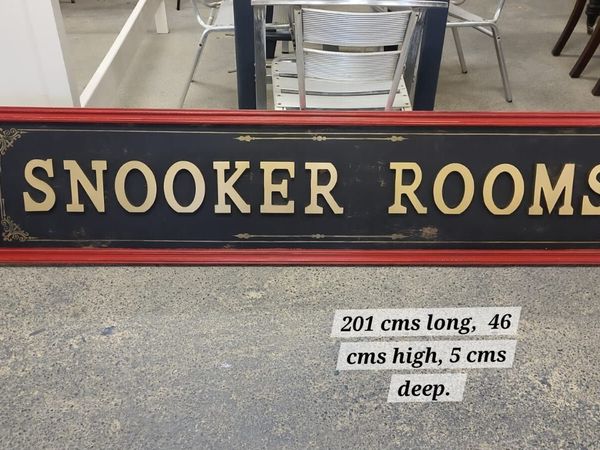 SNOOKER ROOMS
201 cms long, 46
cms high, 5 cms
deep.